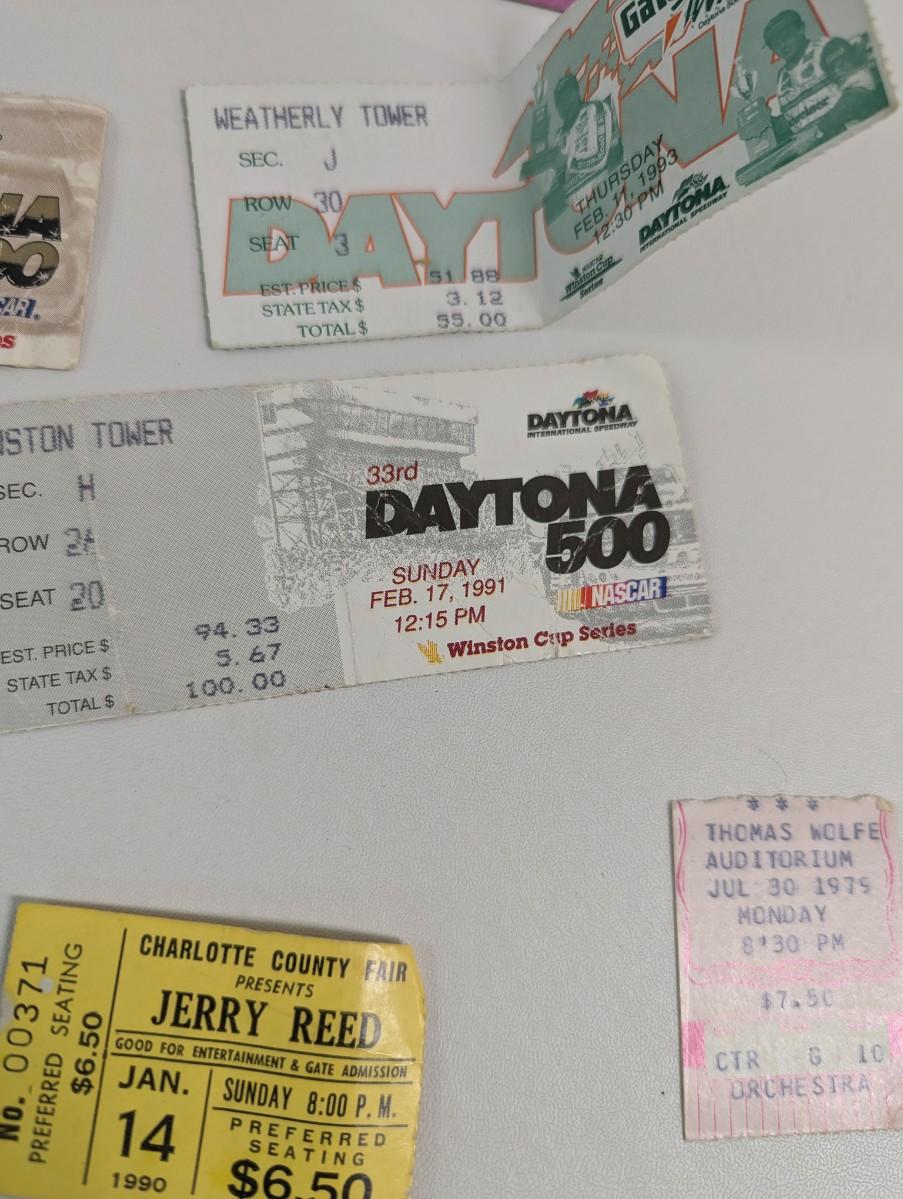 WEATHERLY TOWER
SEC. J
ROW 30
SEAT 3
EST. PRICE $ 51 88
STATE TAX $ 3.12
TOTAL $ 55.00
DAYTONA
THURSDAY
FEB. 11, 1993
12:30 PM
NASCAR
Winston Cup
Series
DAYTONA
INTERNATIONAL SPEEDWAY
TOWER
SEC. H
ROW
SEAT 20
EST. PRICE $ 94.33
STATE TAX $ 5.67
TOTAL $ 100.00
DAYTONA
INTERNATIONAL SPEEDWAY
33rd
DAYTONA
500
SUNDAY
FEB. 17, 1991
12:15 PM
NASCAR
Winston Cup Series
No. 00371
PREFERRED SEATING
$6.50
CHARLOTTE COUNTY FAIR
PRESENTS
JERRY REED
GOOD FOR ENTERTAINMENT & GATE ADMISSION
JAN.
14
1990
SUNDAY 8:00 P.M.
PREFERRED
SEATING
$6.50
* * *
THOMAS WOLFE
AUDITORIUM
JUL 30 1979
MONDAY
8'30 PM
$7.50
CTR G 10
ORCHESTRA